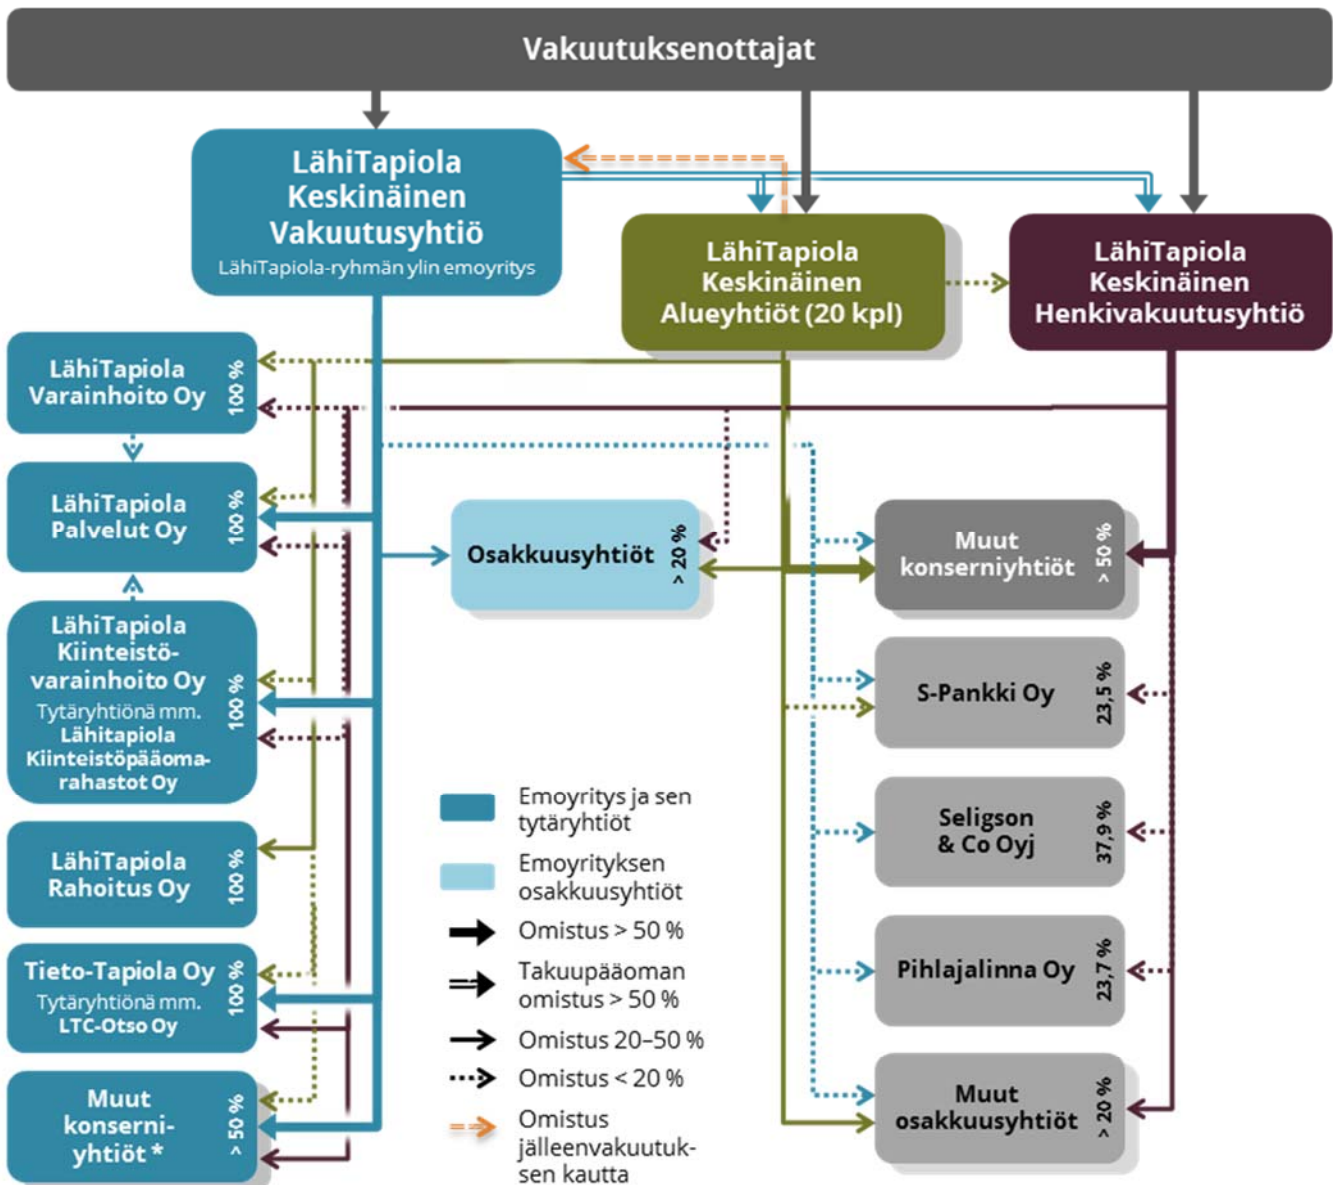 Vakuutuksenottajat
LähiTapiola
Keskinäinen
Vakuutusyhtiö
LähiTapiola-ryhmän ylin emoyritys
LähiTapiola
Keskinäinen
Alueyhtiöt (20 kpl)
LähiTapiola
Keskinäinen
Henkivakuutusyhtiö
LähiTapiola
Varainhoito Oy
100 %
LähiTapiola
Palvelut Oy
100 %
LähiTapiola
Kiinteistö-
varainhoito Oy
Tytäryhtiönä mm.
Lähitapiola
Kiinteistöpääoma-
rahastot Oy
100 %
LähiTapiola
Rahoitus Oy
100 %
Tieto-Tapiola Oy
Tytäryhtiönä mm.
LTC-Otso Oy
100 %
Muut
konserni-
yhtiöt *
> 50 %
Osakkuusyhtiöt
> 20 %
Emoyritys ja sen
tytäryhtiöt
Emoyrityksen
osakkuusyhtiöt
Omistus > 50 %
Takuupääoman
omistus > 50 %
Omistus 20–50 %
Omistus < 20 %
Omistus
jälleenvakuutuk-
sen kautta
Muut
konserniyhtiöt
> 50 %
S-Pankki Oy
23,5 %
Seligson
& Co Oyj
37,9 %
Pihlajalinna Oy
23,7 %
Muut
osakkuusyhtiöt
> 20 %